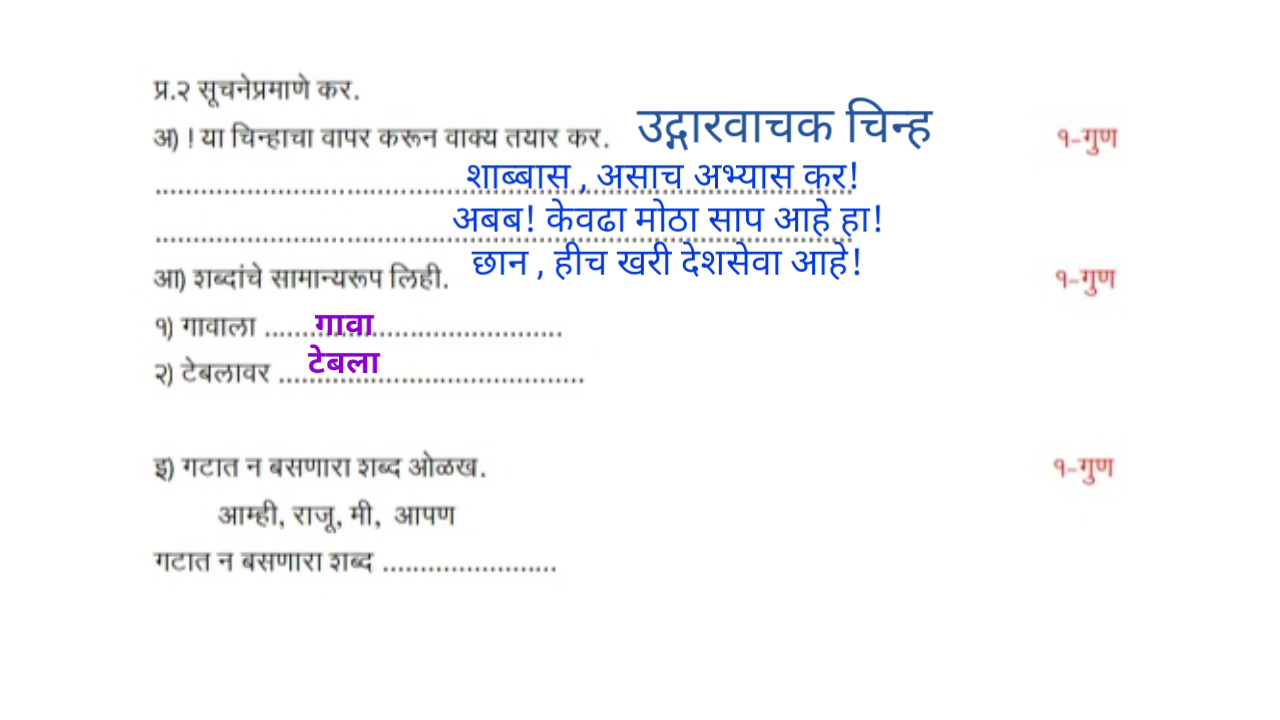 प्र.२ सूचनेप्रमाणे कर.
अ) ! या चिन्हाचा वापर करून वाक्य तयार कर. उद्गारवाचक चिन्ह १-गुण
शाब्बास , असाच अभ्यास कर!
अबब! केवढा मोठा साप आहे हा!
छान , हीच खरी देशसेवा आहे!
आ) शब्दांचे सामान्यरूप लिही. १-गुण
१) गावाला .......... गावा ..........
२) टेबलावर .......... टेबला ..........
इ) गटात न बसणारा शब्द ओळख. १-गुण
आम्ही, राजू, मी, आपण
गटात न बसणारा शब्द .......................